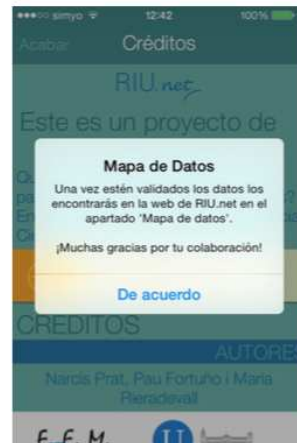 simyo 12:42 100%
Acabar Créditos
RIU.net
Este es un proyecto de
Mapa de Datos
Una vez estén validados los datos los
encontrarás en la web de RIU.net en el
apartado 'Mapa de datos'.
¡Muchas gracias por tu colaboración!
De acuerdo
CREDITOS
AUTORE
Narcís Prat, Pau Fortuño i Maria
Rieradevall
F E M
U